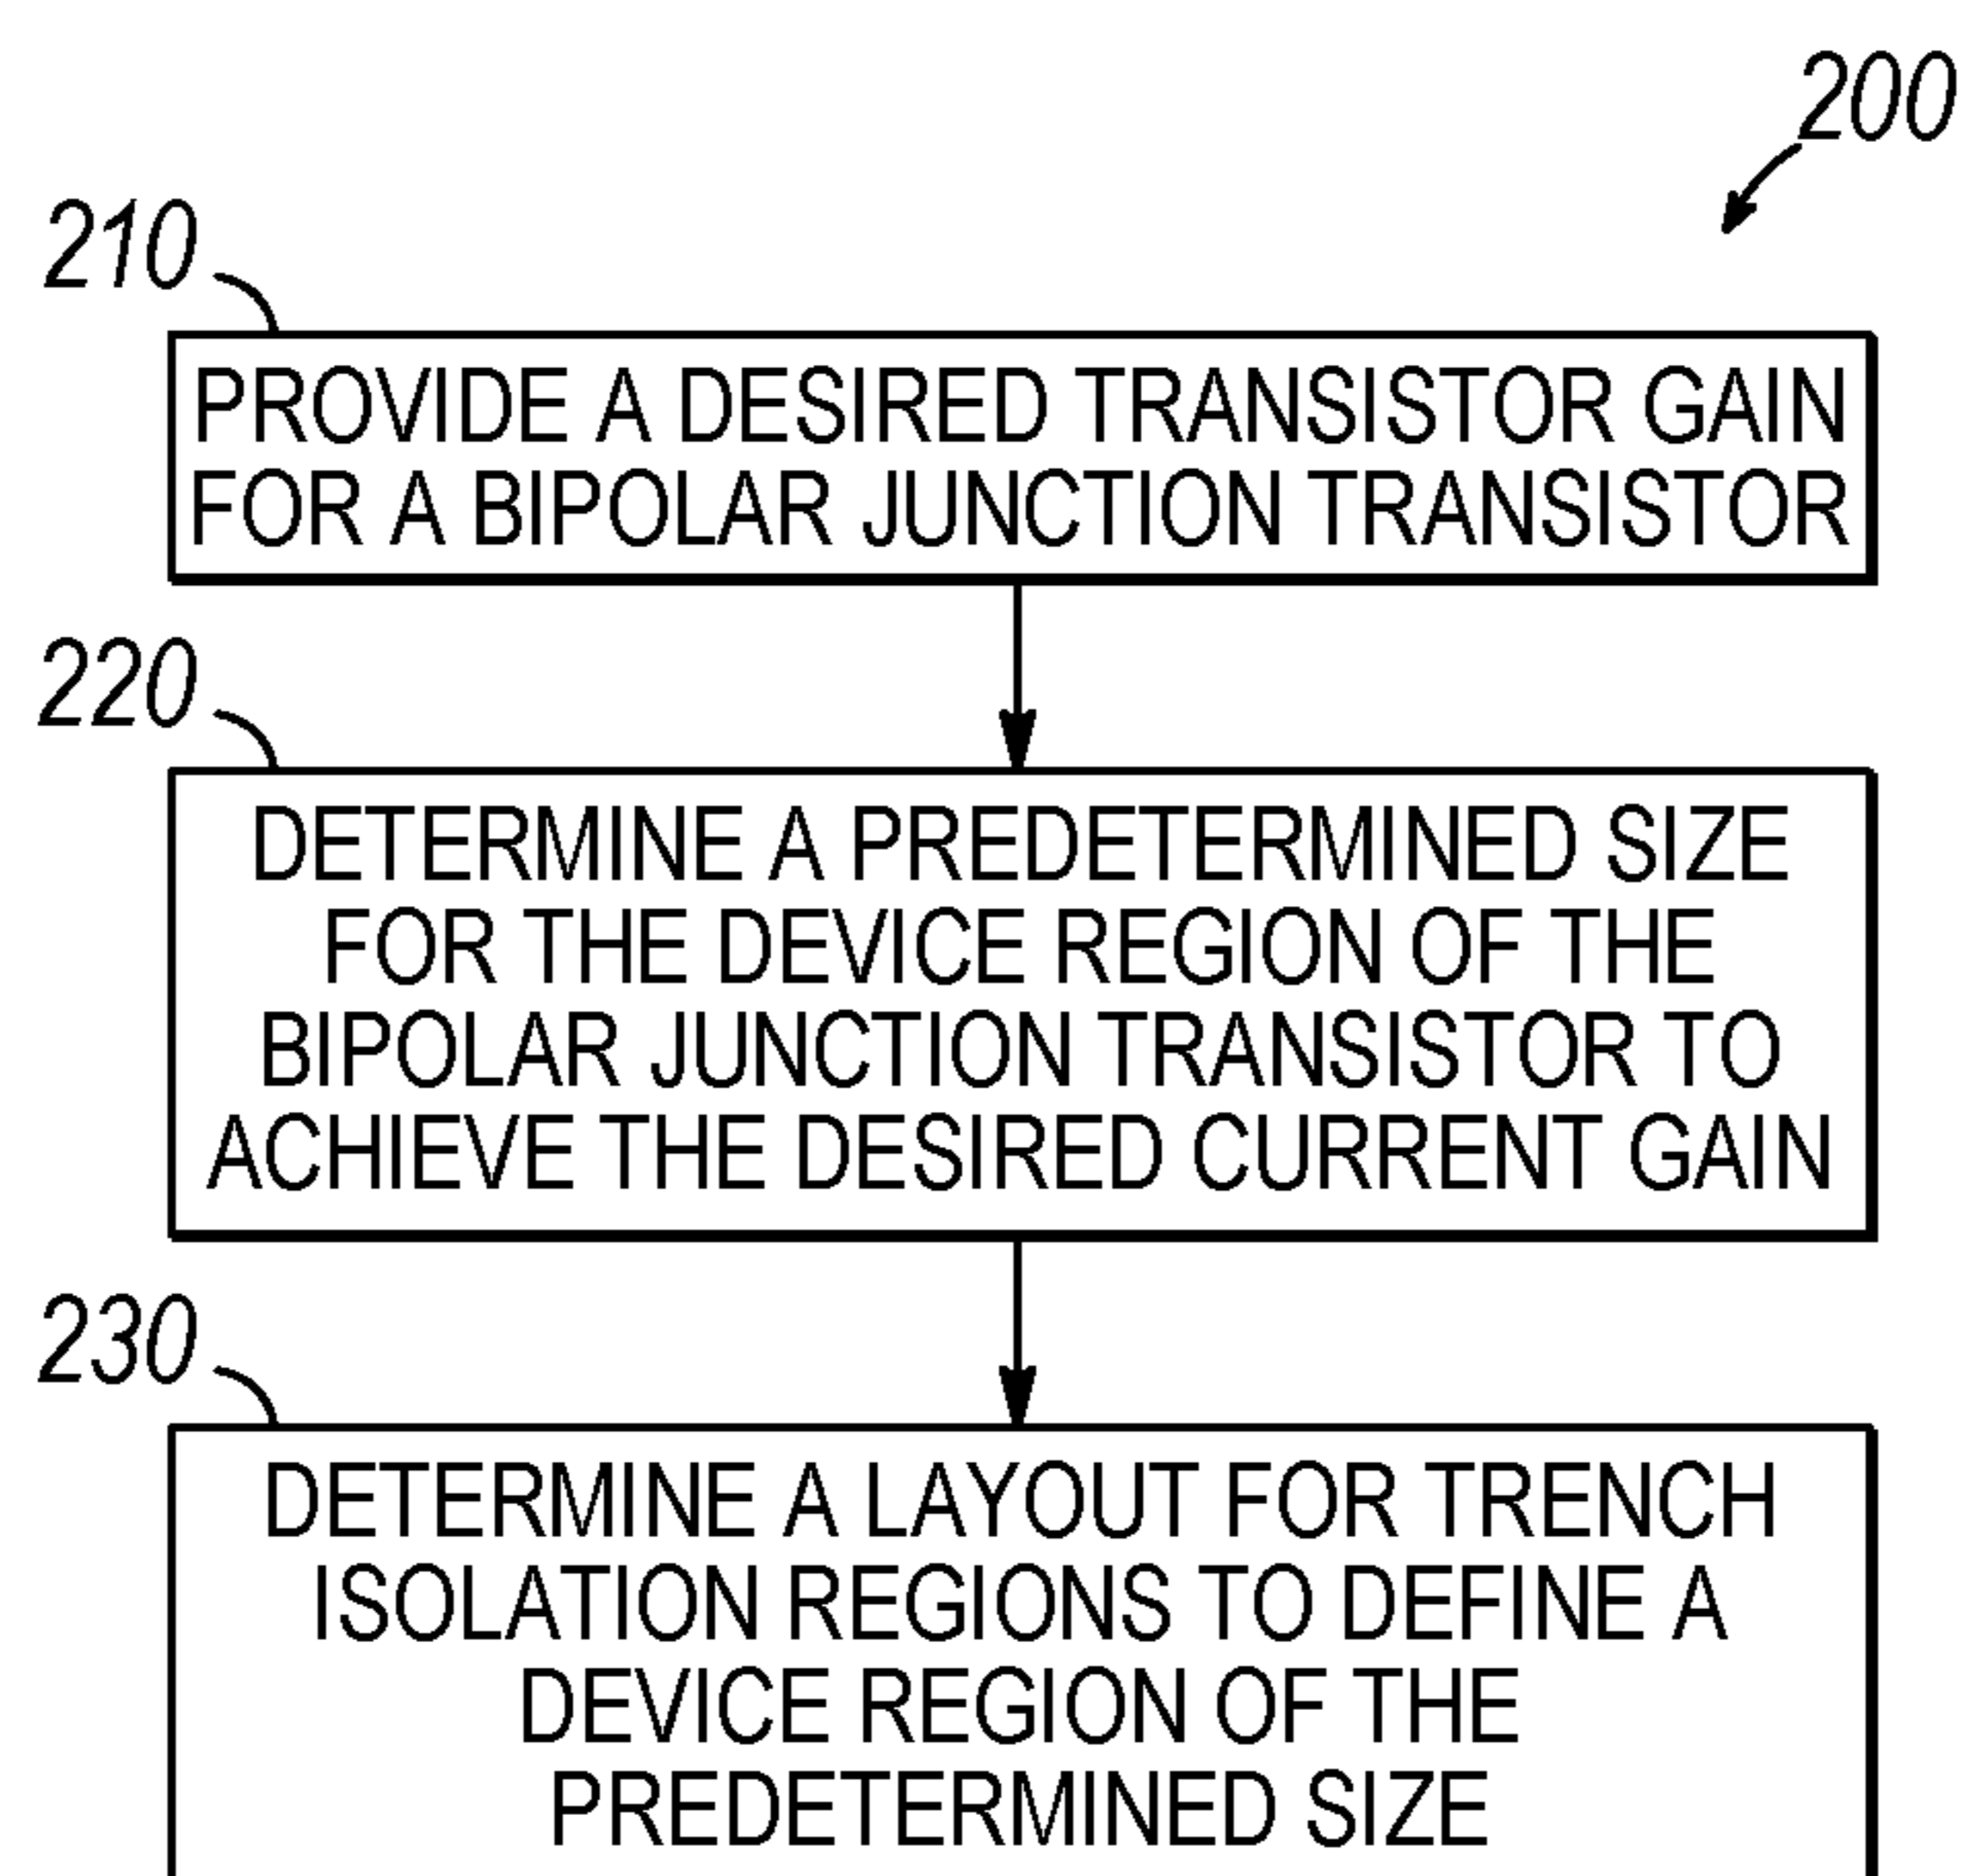 200
210
PROVIDE A DESIRED TRANSISTOR GAIN
FOR A BIPOLAR JUNCTION TRANSISTOR
220
DETERMINE A PREDETERMINED SIZE
FOR THE DEVICE REGION OF THE
BIPOLAR JUNCTION TRANSISTOR TO
ACHIEVE THE DESIRED CURRENT GAIN
230
DETERMINE A LAYOUT FOR TRENCH
ISOLATION REGIONS TO DEFINE A
DEVICE REGION OF THE
PREDETERMINED SIZE